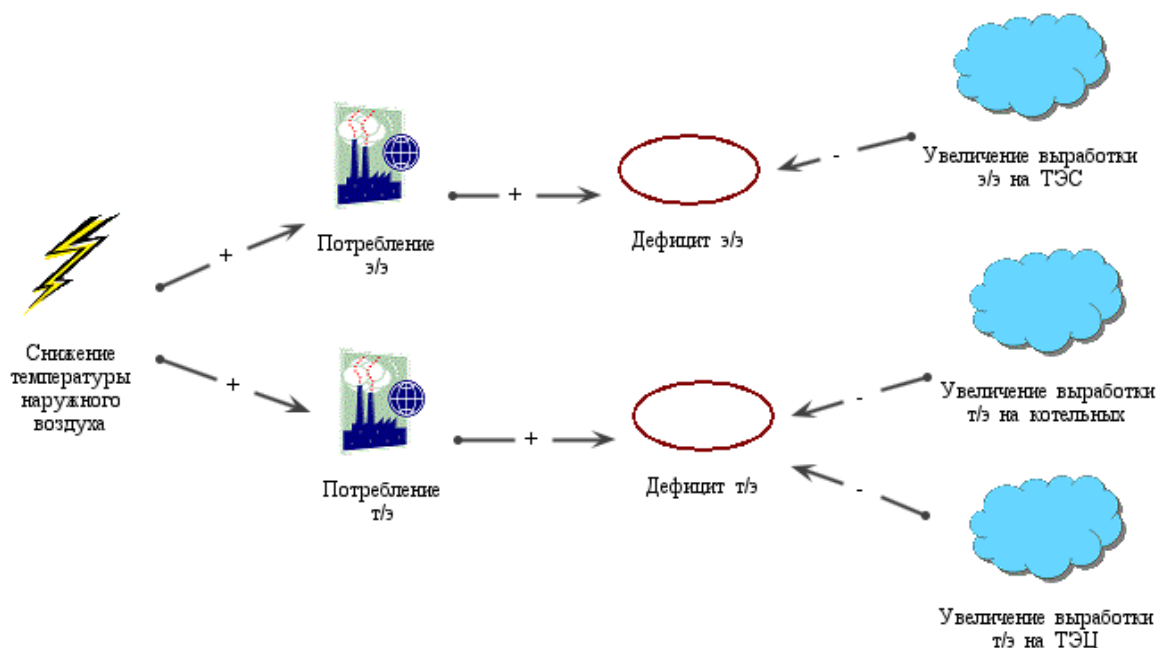 Увеличение выработки
э/э на ТЭС
+
-
+
Потребление
э/э
Дефицит э/э
Снижение
температуры
наружного
воздуха
+
+
-
Увеличение выработки
т/э на котельных
-
Потребление
т/э
Дефицит т/э
Увеличение выработки
т/э на ТЭЦ